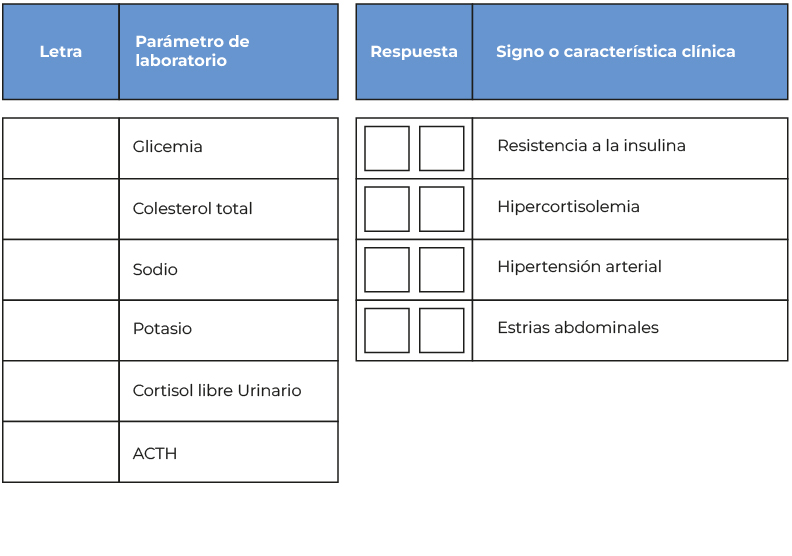 Letra
Parámetro de
laboratorio
Glicemia
Colesterol total
Sodio
Potasio
Cortisol libre Urinario
ACTH
Respuesta
Signo o característica clínica
Resistencia a la insulina
Hipercortisolemia
Hipertensión arterial
Estrias abdominales